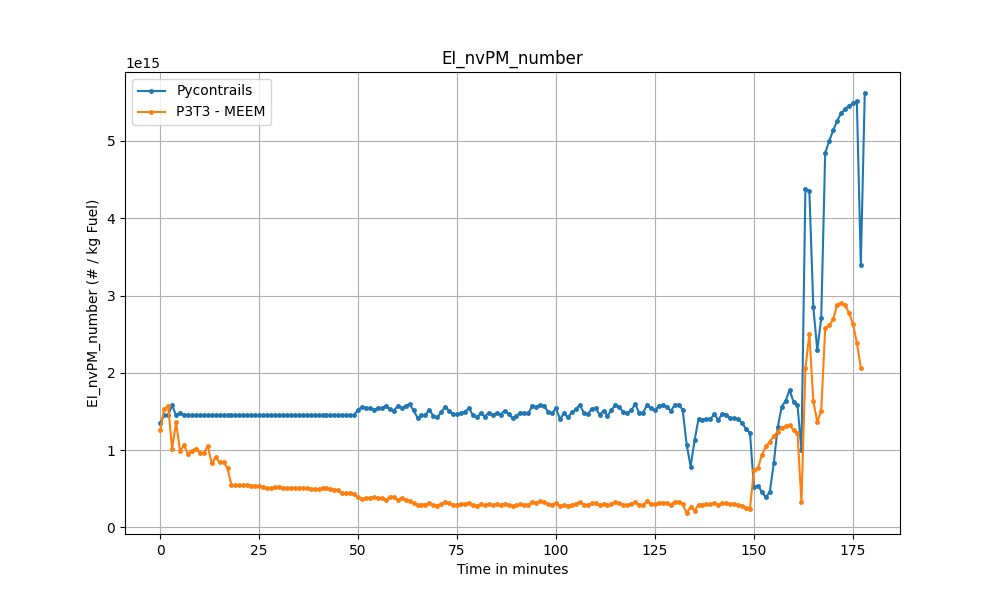 EI_nvPM_number
1e15
Pycontrails
P3T3 - MEEM
5
4
3
2
1
0
EI_nvPM_number (# / kg Fuel)
0 25 50 75 100 125 150 175
Time in minutes